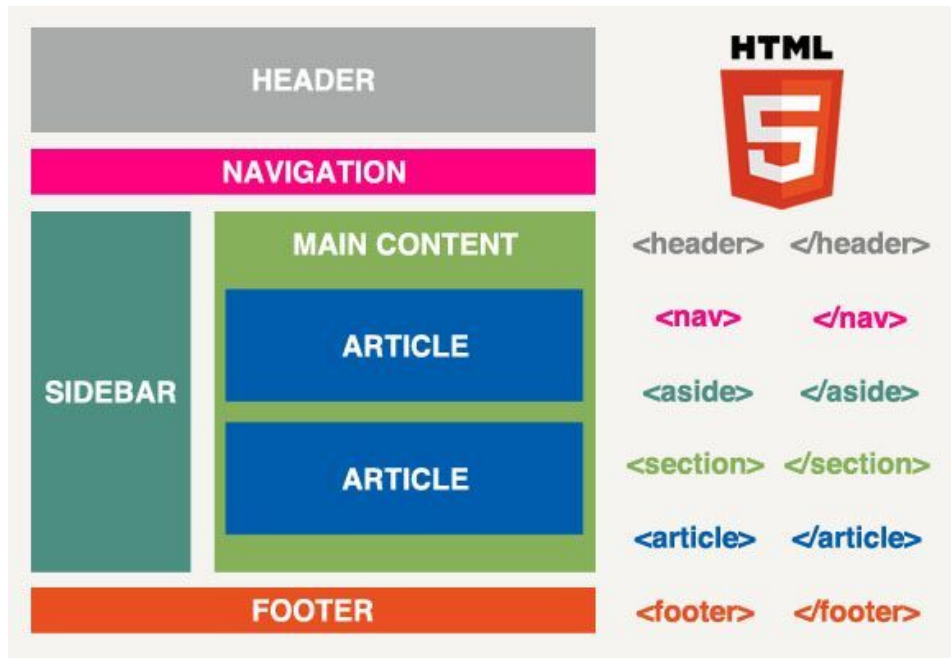 HEADER
NAVIGATION
SIDEBAR
MAIN CONTENT
ARTICLE
ARTICLE
FOOTER
HTML
5
<header> </header>
<nav> </nav>
<aside> </aside>
<section> </section>
<article> </article>
<footer> </footer>